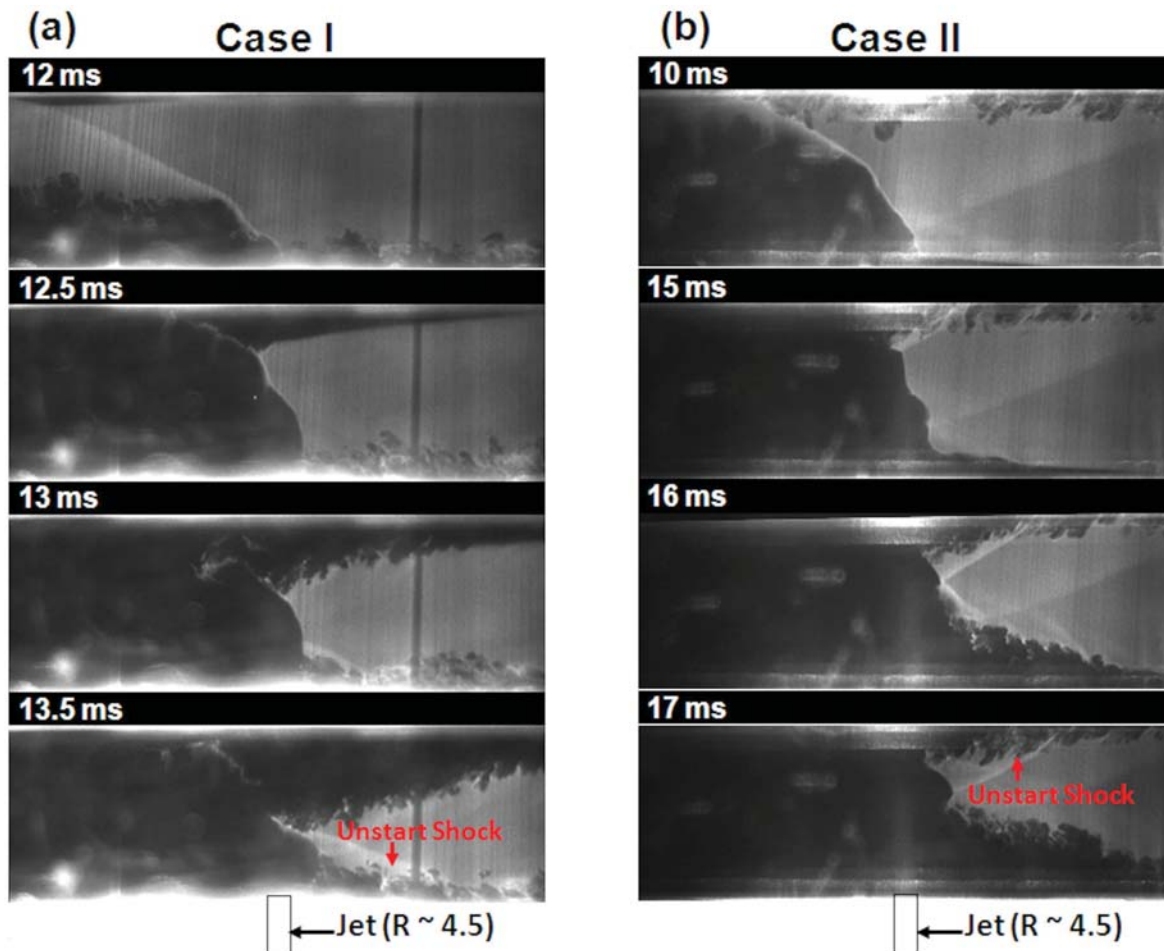 (a)
Case I
12 ms
12.5 ms
13 ms
13.5 ms
Unstart Shock
Jet (R ~ 4.5)
(b)
Case II
10 ms
15 ms
16 ms
17 ms
Unstart Shock
Jet (R ~ 4.5)